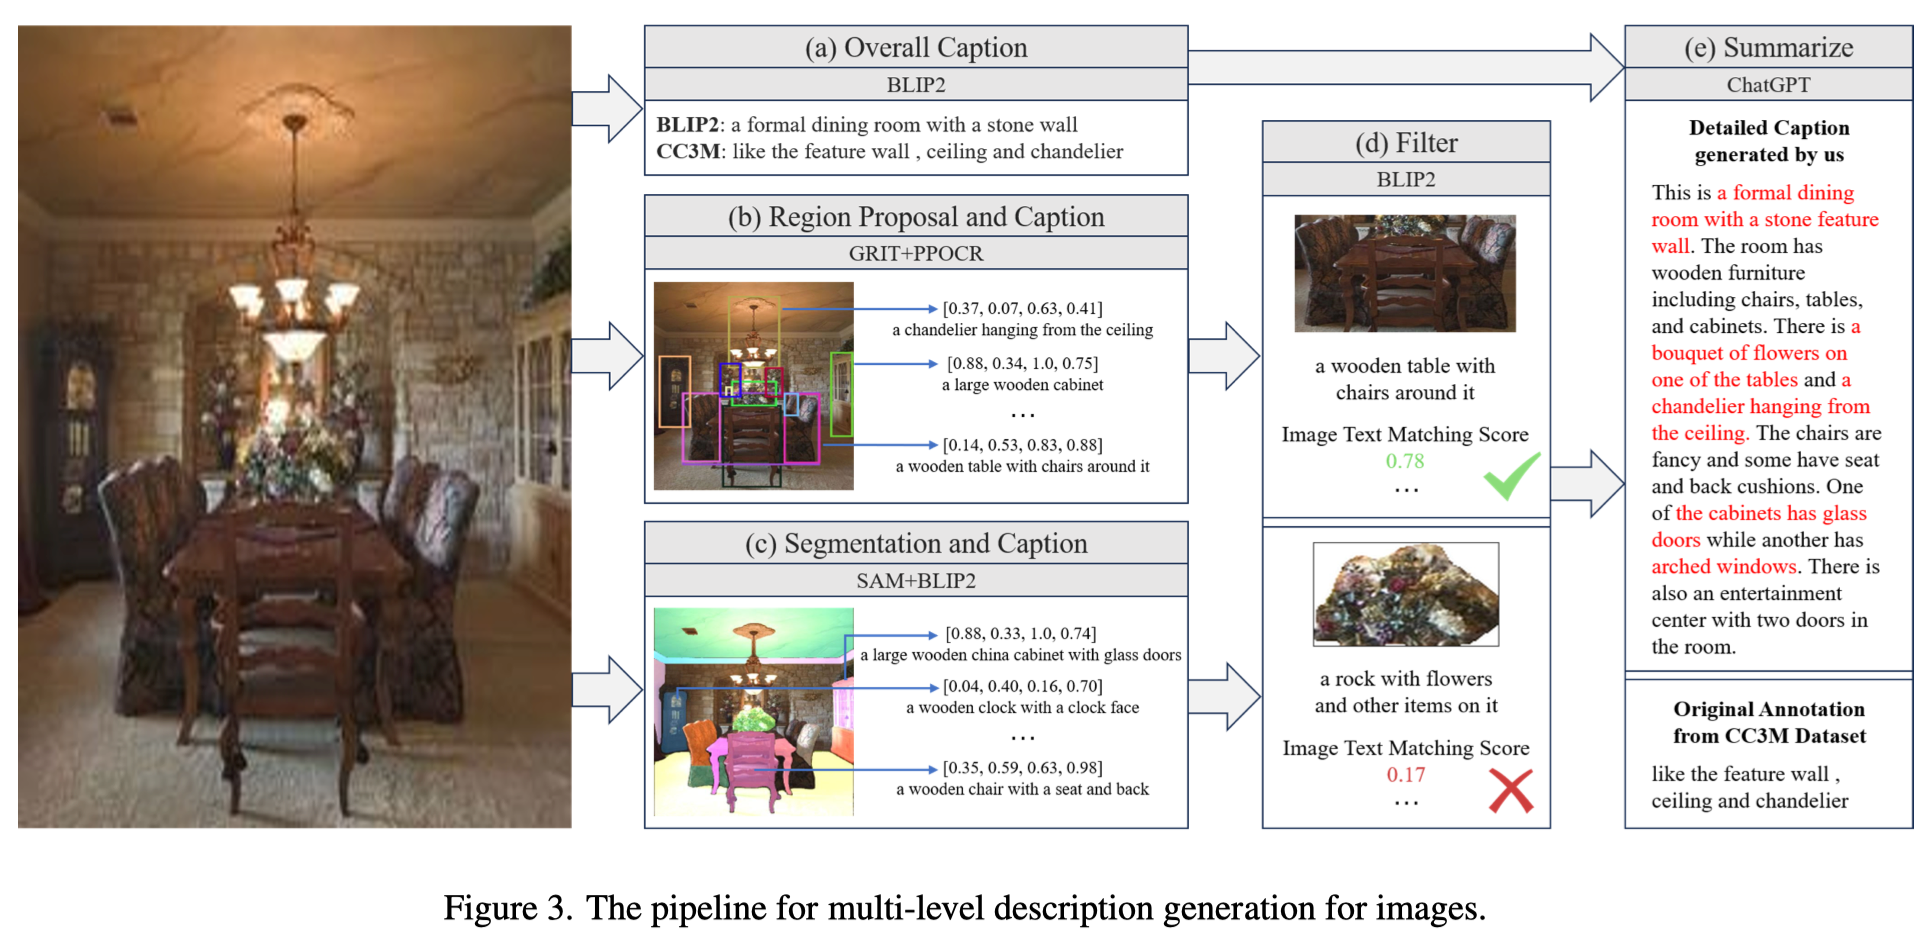 (a) Overall Caption
BLIP2
BLIP2: a formal dining room with a stone wall
CC3M: like the feature wall , ceiling and chandelier
(b) Region Proposal and Caption
GRIT+PPOCR
[0.37, 0.07, 0.63, 0.41]
a chandelier hanging from the ceiling
[0.88, 0.34, 1.0, 0.75]
a large wooden cabinet
...
[0.14, 0.53, 0.83, 0.88]
a wooden table with chairs around it
(c) Segmentation and Caption
SAM+BLIP2
[0.88, 0.33, 1.0, 0.74]
a large wooden china cabinet with glass doors
[0.04, 0.40, 0.16, 0.70]
a wooden clock with a clock face
...
[0.35, 0.59, 0.63, 0.98]
a wooden chair with a seat and back
(d) Filter
BLIP2
a wooden table with
chairs around it
Image Text Matching Score
0.78
...
a rock with flowers
and other items on it
Image Text Matching Score
0.17
...
(e) Summarize
ChatGPT
Detailed Caption
generated by us
This is a formal dining
room with a stone feature
wall. The room has
wooden furniture
including chairs, tables,
and cabinets. There is a
bouquet of flowers on
one of the tables and a
chandelier hanging from
the ceiling. The chairs are
fancy and some have seat
and back cushions. One
of the cabinets has glass
doors while another has
arched windows. There is
also an entertainment
center with two doors in
the room.
Original Annotation
from CC3M Dataset
like the feature wall ,
ceiling and chandelier
Figure 3. The pipeline for multi-level description generation for images.